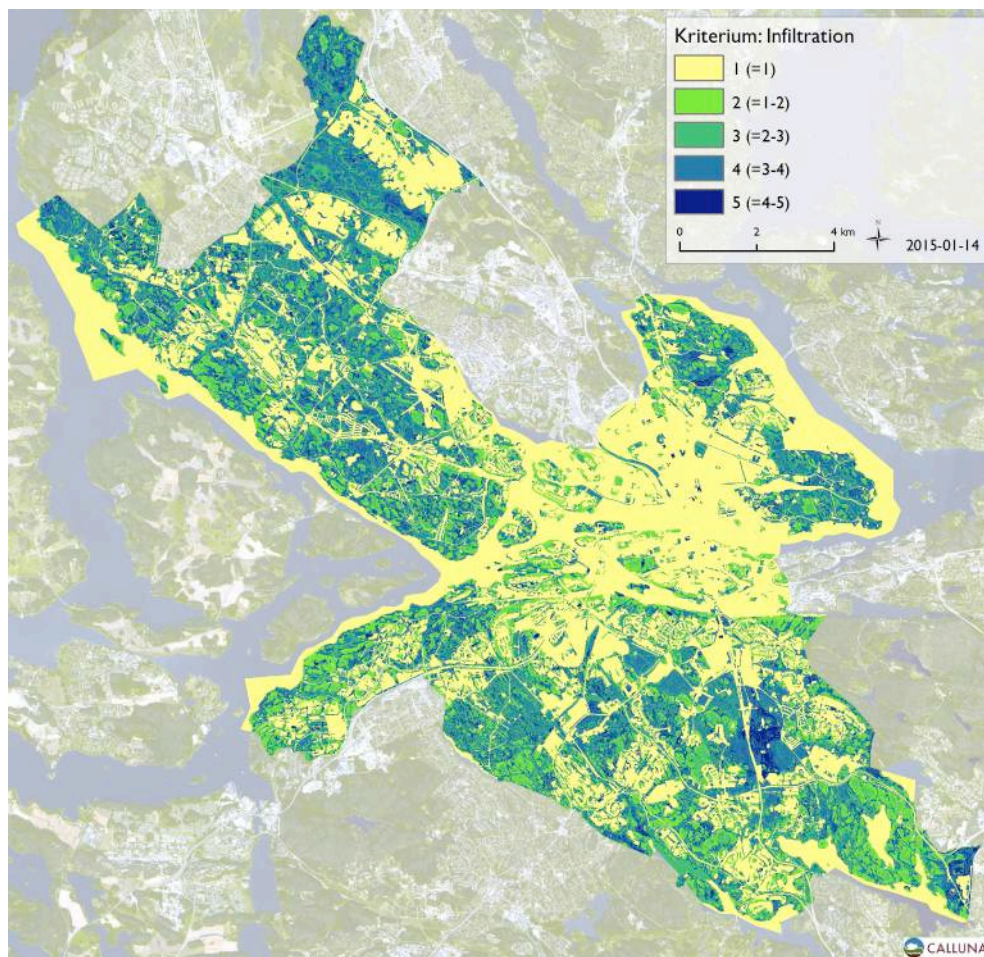 Kriterium: Infiltration
1 (=1)
2 (=1-2)
3 (=2-3)
4 (=3-4)
5 (=4-5)
N
0 2 4 km
2015-01-14
CALLUNA